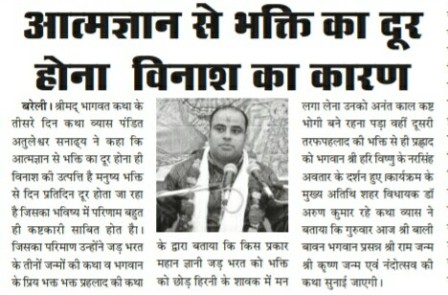 आत्मज्ञान से भक्ति का दूर
होना विनाश का कारण
बरेली। श्रीमद् भागवत कथा के
तीसरे दिन कथा व्यास पंडित
अतुलेश्वर सनाढ्य ने कहा कि
आत्मज्ञान से भक्ति का दूर होना ही
विनाश की उत्पत्ति है मनुष्य भक्ति
से दिन प्रतिदिन दूर होता जा रहा
है जिसका भविष्य में परिणाम बहुत
ही कष्टकारी साबित होत है।
जिसका परिमाण उन्होंने जड़ भरत
के तीनों जन्मों की कथा व भगवान
के प्रिय भक्त भक्त प्रहलाद की कथा
के द्वारा बताया कि किस प्रकार
महान ज्ञानी जड़ भरत को भक्ति
को छोड़ हिरनी के शावक में मन
लगा लेना उनको अनंत काल कष्ट
भोगी बने रहना पड़ा वहीं दूसरी
तरफपहलाद की भक्ति से ही प्रह्लाद
को भगवान श्री हरि विष्णु के नरसिंह
अवतार के दर्शन हुए।कार्यक्रम के
मुख्य अतिथि शहर विधायक डॉ
अरुण कुमार रहे कथा व्यास ने
बताया कि गुरुवार आज श्री बाली
बावन भगवान प्रसन्न श्री राम जन्म
श्री कृष्ण जन्म एवं नंदोत्सव की
कथा सुनाई जाएगी।